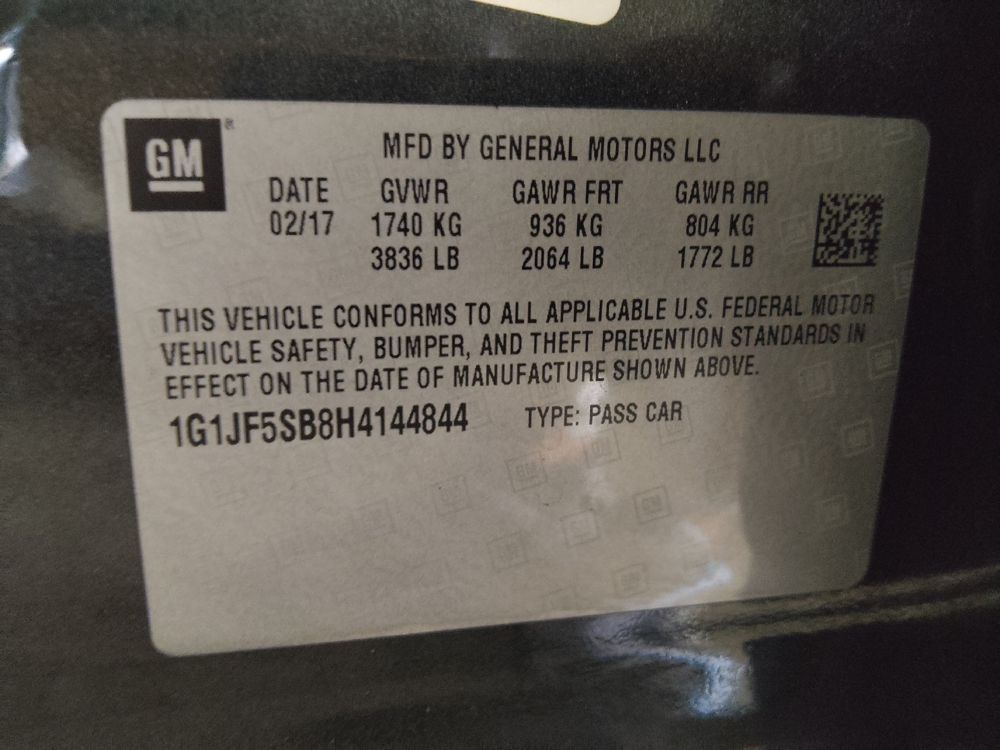 GM
MFD BY GENERAL MOTORS LLC
DATE GVWR GAWR FRT GAWR RR
02/17 1740 KG 936 KG 804 KG
3836 LB 2064 LB 1772 LB
THIS VEHICLE CONFORMS TO ALL APPLICABLE U.S. FEDERAL MOTOR
VEHICLE SAFETY, BUMPER, AND THEFT PREVENTION STANDARDS IN
EFFECT ON THE DATE OF MANUFACTURE SHOWN ABOVE.
1G1JF5SB8H4144844 TYPE: PASS CAR